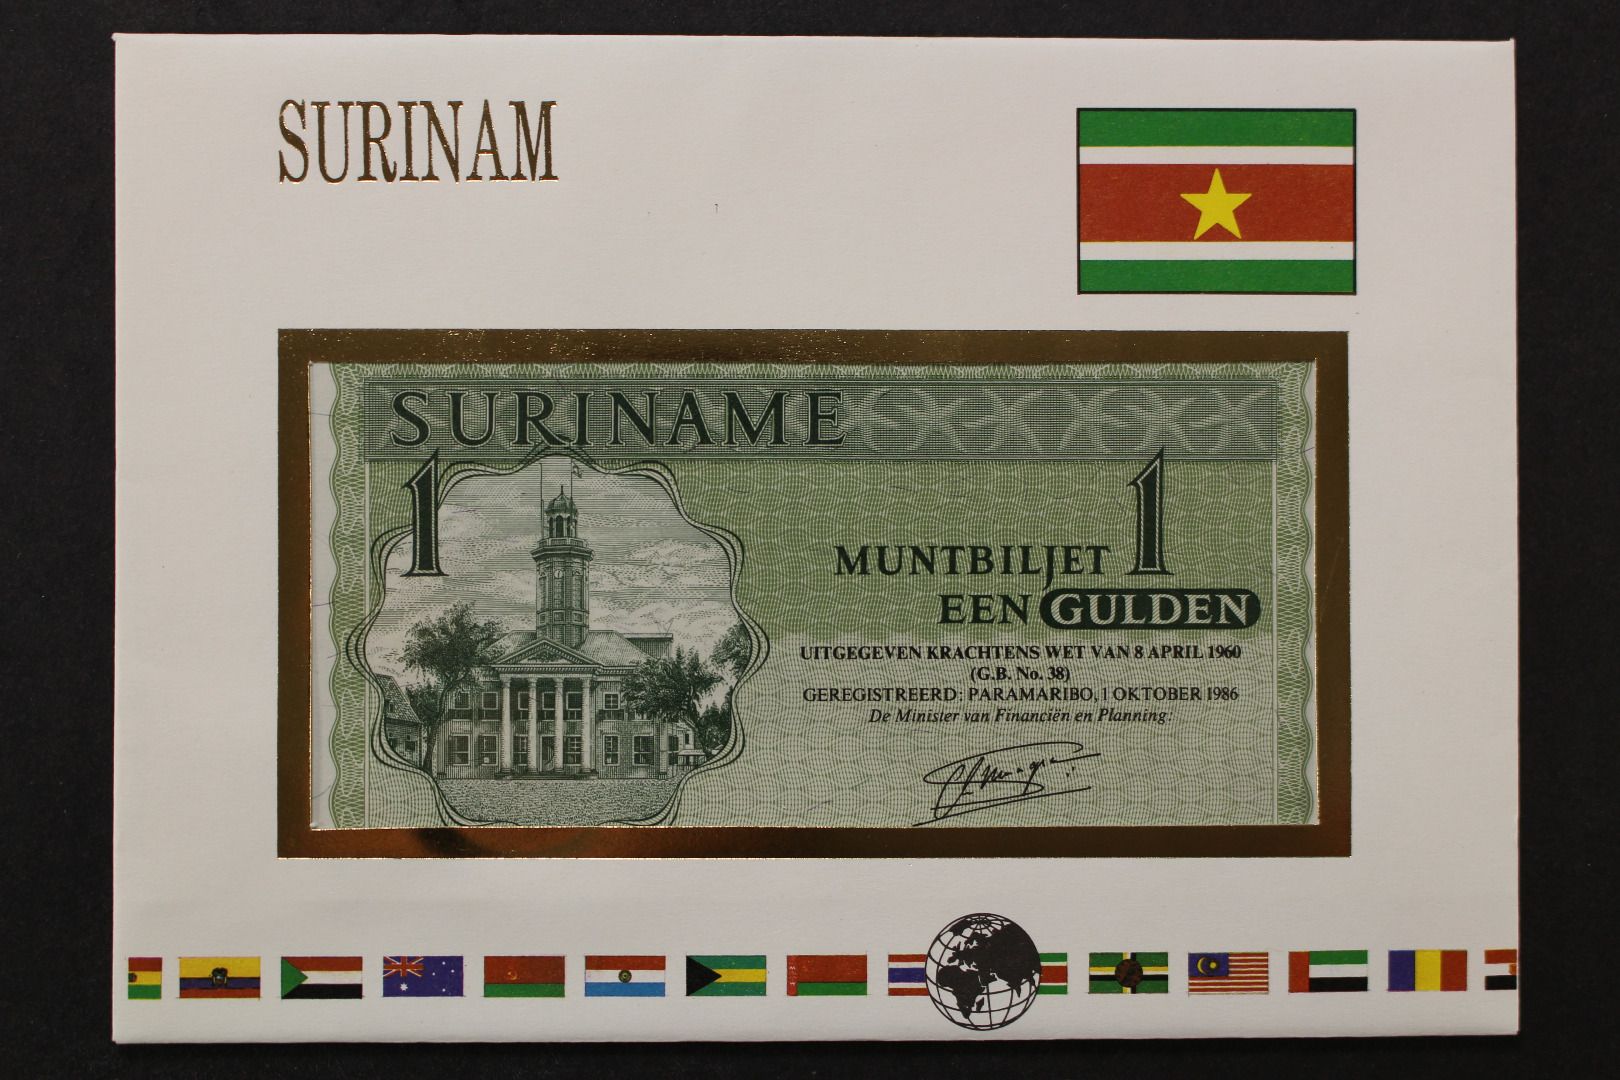 SURINAM
SURINAME
1
1
MUNTBILJET
EEN GULDEN
UITGEGEVEN KRACHTENS WET VAN 8 APRIL 1960
(G.B. No. 38)
GEREGISTREERD: PARAMARIBO, 1 OKTOBER 1986
De Minister van Financiën en Planning: